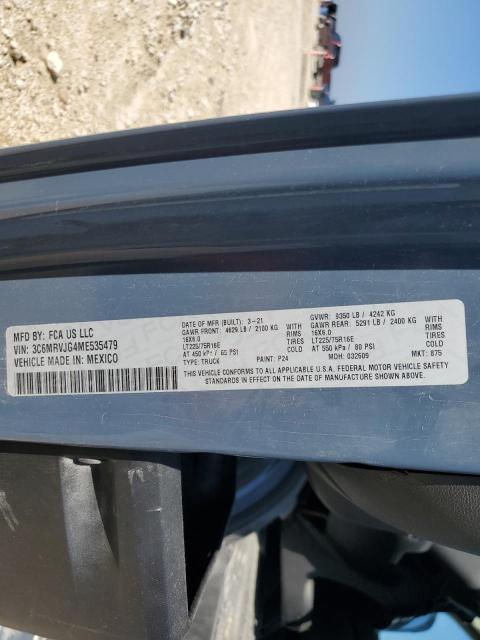 MFD BY: FCA US LLC
VIN: 3C6MRVJG4ME535479
VEHICLE MADE IN: MEXICO
DATE OF MFR (BUILT): 3-21 GVWR: 9350 LB / 4242 KG
GAWR FRONT: 4629 LB / 2100 KG WITH GAWR REAR: 5291 LB / 2400 KG WITH
16X6.0 RIMS 16X6.0 RIMS
LT225/75R16E TIRES LT225/75R16E TIRES
AT 450 kPa / 65 PSI COLD AT 550 kPa / 80 PSI COLD
TYPE: TRUCK PAINT: P24 MDH: 032609 MKT: 875
THIS VEHICLE CONFORMS TO ALL APPLICABLE U.S.A. FEDERAL MOTOR VEHICLE SAFETY
STANDARDS IN EFFECT ON THE DATE OF MANUFACTURE SHOWN ABOVE.